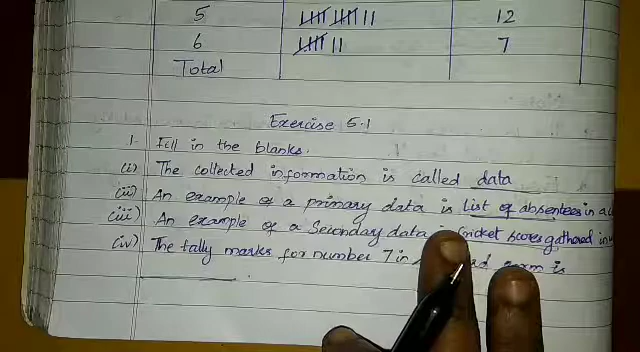 5 12
6 7
Total
Exercise 5.1
1. Fill in the blanks.
(i) The collected information is called data
(ii) An example of a primary data is list of absentees in a
(iii) An example of a Secondary data Cricket scores gathered in
(iv) The tally marks for number 7 in form is